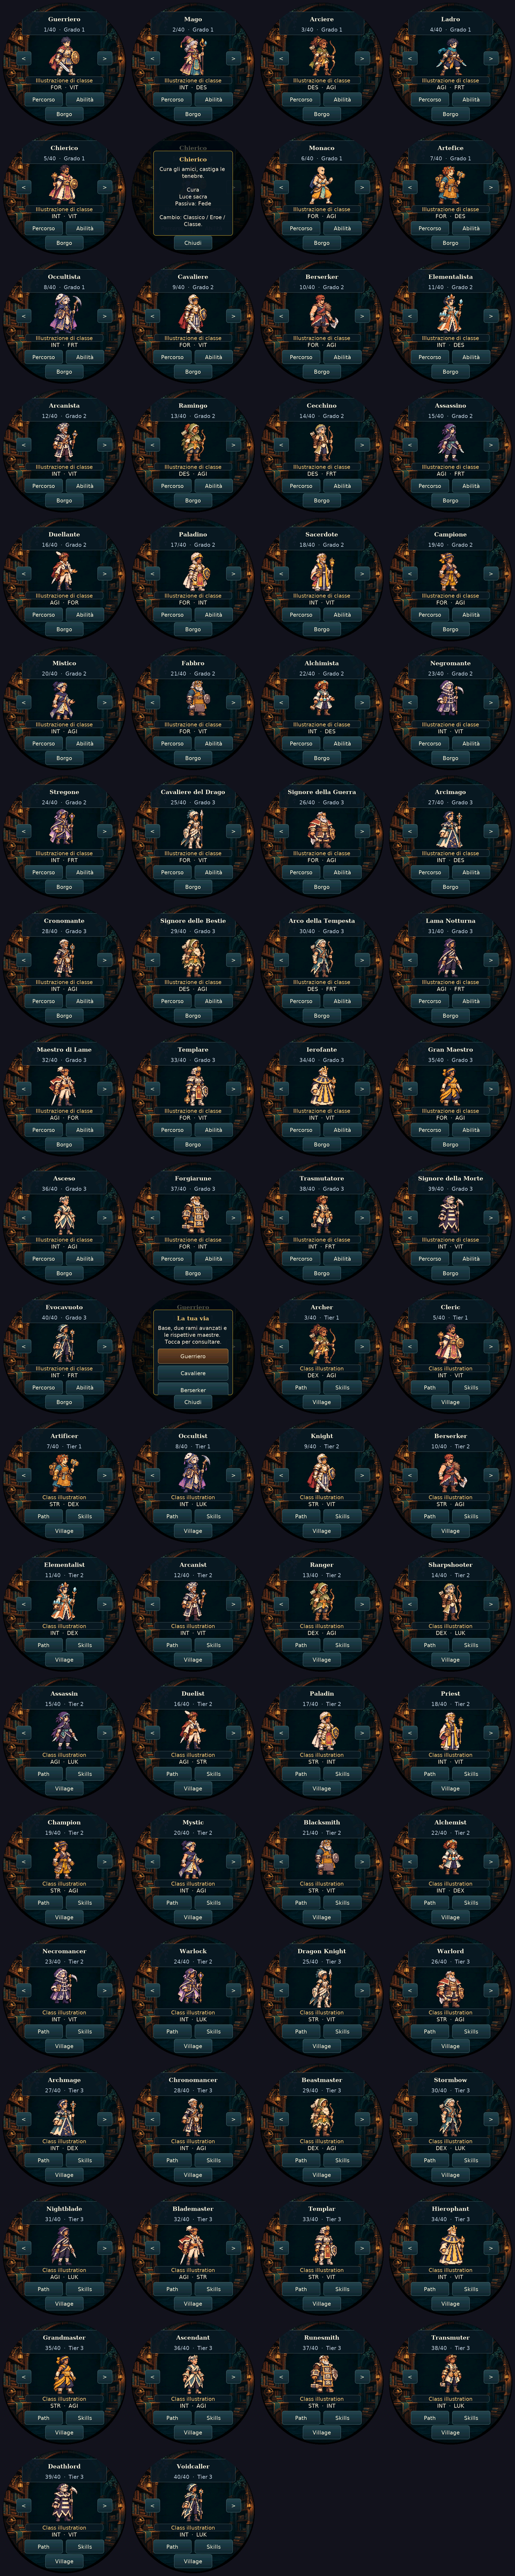 Guerriero
1/40 · Grado 1
< >
Illustrazione di classe
FOR · VIT
Percorso Abilità
Borgo
Mago
2/40 · Grado 1
< >
Illustrazione di classe
INT · DES
Percorso Abilità
Borgo
Arciere
3/40 · Grado 1
< >
Illustrazione di classe
DES · AGI
Percorso Abilità
Borgo
Ladro
4/40 · Grado 1
< >
Illustrazione di classe
AGI · FRT
Percorso Abilità
Borgo
Chierico
5/40 · Grado 1
< >
Illustrazione di classe
INT · VIT
Percorso Abilità
Borgo
Chierico
Chierico
Cura gli amici, castiga le
tenebre.
Cura
Luce sacra
Passiva: Fede
Cambio: Classico / Eroe /
Classe.
Chiudi
Monaco
6/40 · Grado 1
< >
Illustrazione di classe
FOR · AGI
Percorso Abilità
Borgo
Artefice
7/40 · Grado 1
< >
Illustrazione di classe
FOR · DES
Percorso Abilità
Borgo
Occultista
8/40 · Grado 1
< >
Illustrazione di classe
INT · FRT
Percorso Abilità
Borgo
Cavaliere
9/40 · Grado 2
< >
Illustrazione di classe
FOR · VIT
Percorso Abilità
Borgo
Berserker
10/40 · Grado 2
< >
Illustrazione di classe
FOR · AGI
Percorso Abilità
Borgo
Elementalista
11/40 · Grado 2
< >
Illustrazione di classe
INT · DES
Percorso Abilità
Borgo
Arcanista
12/40 · Grado 2
< >
Illustrazione di classe
INT · VIT
Percorso Abilità
Borgo
Ramingo
13/40 · Grado 2
< >
Illustrazione di classe
DES · AGI
Percorso Abilità
Borgo
Cecchino
14/40 · Grado 2
< >
Illustrazione di classe
DES · FRT
Percorso Abilità
Borgo
Assassino
15/40 · Grado 2
< >
Illustrazione di classe
AGI · FRT
Percorso Abilità
Borgo
Duellante
16/40 · Grado 2
< >
Illustrazione di classe
AGI · FOR
Percorso Abilità
Borgo
Paladino
17/40 · Grado 2
< >
Illustrazione di classe
FOR · INT
Percorso Abilità
Borgo
Sacerdote
18/40 · Grado 2
< >
Illustrazione di classe
INT · VIT
Percorso Abilità
Borgo
Campione
19/40 · Grado 2
< >
Illustrazione di classe
FOR · AGI
Percorso Abilità
Borgo
Mistico
20/40 · Grado 2
< >
Illustrazione di classe
INT · AGI
Percorso Abilità
Borgo
Fabbro
21/40 · Grado 2
< >
Illustrazione di classe
FOR · VIT
Percorso Abilità
Borgo
Alchimista
22/40 · Grado 2
< >
Illustrazione di classe
INT · DES
Percorso Abilità
Borgo
Negromante
23/40 · Grado 2
< >
Illustrazione di classe
INT · VIT
Percorso Abilità
Borgo
Stregone
24/40 · Grado 2
< >
Illustrazione di classe
INT · FRT
Percorso Abilità
Borgo
Cavaliere del Drago
25/40 · Grado 3
< >
Illustrazione di classe
FOR · VIT
Percorso Abilità
Borgo
Signore della Guerra
26/40 · Grado 3
< >
Illustrazione di classe
FOR · AGI
Percorso Abilità
Borgo
Arcimago
27/40 · Grado 3
< >
Illustrazione di classe
INT · DES
Percorso Abilità
Borgo
Cronomante
28/40 · Grado 3
< >
Illustrazione di classe
INT · AGI
Percorso Abilità
Borgo
Signore delle Bestie
29/40 · Grado 3
< >
Illustrazione di classe
DES · AGI
Percorso Abilità
Borgo
Arco della Tempesta
30/40 · Grado 3
< >
Illustrazione di classe
DES · FRT
Percorso Abilità
Borgo
Lama Notturna
31/40 · Grado 3
< >
Illustrazione di classe
AGI · FRT
Percorso Abilità
Borgo
Maestro di Lame
32/40 · Grado 3
< >
Illustrazione di classe
AGI · FOR
Percorso Abilità
Borgo
Templare
33/40 · Grado 3
< >
Illustrazione di classe
FOR · VIT
Percorso Abilità
Borgo
Ierofante
34/40 · Grado 3
< >
Illustrazione di classe
INT · VIT
Percorso Abilità
Borgo
Gran Maestro
35/40 · Grado 3
< >
Illustrazione di classe
FOR · AGI
Percorso Abilità
Borgo
Asceso
36/40 · Grado 3
< >
Illustrazione di classe
INT · AGI
Percorso Abilità
Borgo
Forgiarune
37/40 · Grado 3
< >
Illustrazione di classe
FOR · INT
Percorso Abilità
Borgo
Trasmutatore
38/40 · Grado 3
< >
Illustrazione di classe
INT · FRT
Percorso Abilità
Borgo
Signore della Morte
39/40 · Grado 3
< >
Illustrazione di classe
INT · VIT
Percorso Abilità
Borgo
Evocavuoto
40/40 · Grado 3
< >
Illustrazione di classe
INT · FRT
Percorso Abilità
Borgo
Guerriero
La tua via
Base, due rami avanzati e
le rispettive maestre.
Tocca per consultare.
Guerriero
Cavaliere
Berserker
Chiudi
Archer
3/40 · Tier 1
< >
Class illustration
DEX · AGI
Path Skills
Village
Cleric
5/40 · Tier 1
< >
Class illustration
INT · VIT
Path Skills
Village
Artificer
7/40 · Tier 1
< >
Class illustration
STR · DEX
Path Skills
Village
Occultist
8/40 · Tier 1
< >
Class illustration
INT · LUK
Path Skills
Village
Knight
9/40 · Tier 2
< >
Class illustration
STR · VIT
Path Skills
Village
Berserker
10/40 · Tier 2
< >
Class illustration
STR · AGI
Path Skills
Village
Elementalist
11/40 · Tier 2
< >
Class illustration
INT · DEX
Path Skills
Village
Arcanist
12/40 · Tier 2
< >
Class illustration
INT · VIT
Path Skills
Village
Ranger
13/40 · Tier 2
< >
Class illustration
DEX · AGI
Path Skills
Village
Sharpshooter
14/40 · Tier 2
< >
Class illustration
DEX · LUK
Path Skills
Village
Assassin
15/40 · Tier 2
< >
Class illustration
AGI · LUK
Path Skills
Village
Duelist
16/40 · Tier 2
< >
Class illustration
AGI · STR
Path Skills
Village
Paladin
17/40 · Tier 2
< >
Class illustration
STR · INT
Path Skills
Village
Priest
18/40 · Tier 2
< >
Class illustration
INT · VIT
Path Skills
Village
Champion
19/40 · Tier 2
< >
Class illustration
STR · AGI
Path Skills
Village
Mystic
20/40 · Tier 2
< >
Class illustration
INT · AGI
Path Skills
Village
Blacksmith
21/40 · Tier 2
< >
Class illustration
STR · VIT
Path Skills
Village
Alchemist
22/40 · Tier 2
< >
Class illustration
INT · DEX
Path Skills
Village
Necromancer
23/40 · Tier 2
< >
Class illustration
INT · VIT
Path Skills
Village
Warlock
24/40 · Tier 2
< >
Class illustration
INT · LUK
Path Skills
Village
Dragon Knight
25/40 · Tier 3
< >
Class illustration
STR · VIT
Path Skills
Village
Warlord
26/40 · Tier 3
< >
Class illustration
STR · AGI
Path Skills
Village
Archmage
27/40 · Tier 3
< >
Class illustration
INT · DEX
Path Skills
Village
Chronomancer
28/40 · Tier 3
< >
Class illustration
INT · AGI
Path Skills
Village
Beastmaster
29/40 · Tier 3
< >
Class illustration
DEX · AGI
Path Skills
Village
Stormbow
30/40 · Tier 3
< >
Class illustration
DEX · LUK
Path Skills
Village
Nightblade
31/40 · Tier 3
< >
Class illustration
AGI · LUK
Path Skills
Village
Blademaster
32/40 · Tier 3
< >
Class illustration
AGI · STR
Path Skills
Village
Templar
33/40 · Tier 3
< >
Class illustration
STR · VIT
Path Skills
Village
Hierophant
34/40 · Tier 3
< >
Class illustration
INT · VIT
Path Skills
Village
Grandmaster
35/40 · Tier 3
< >
Class illustration
STR · AGI
Path Skills
Village
Ascendant
36/40 · Tier 3
< >
Class illustration
INT · AGI
Path Skills
Village
Runesmith
37/40 · Tier 3
< >
Class illustration
STR · INT
Path Skills
Village
Transmuter
38/40 · Tier 3
< >
Class illustration
INT · LUK
Path Skills
Village
Deathlord
39/40 · Tier 3
< >
Class illustration
INT · VIT
Path Skills
Village
Voidcaller
40/40 · Tier 3
< >
Class illustration
INT · LUK
Path Skills
Village